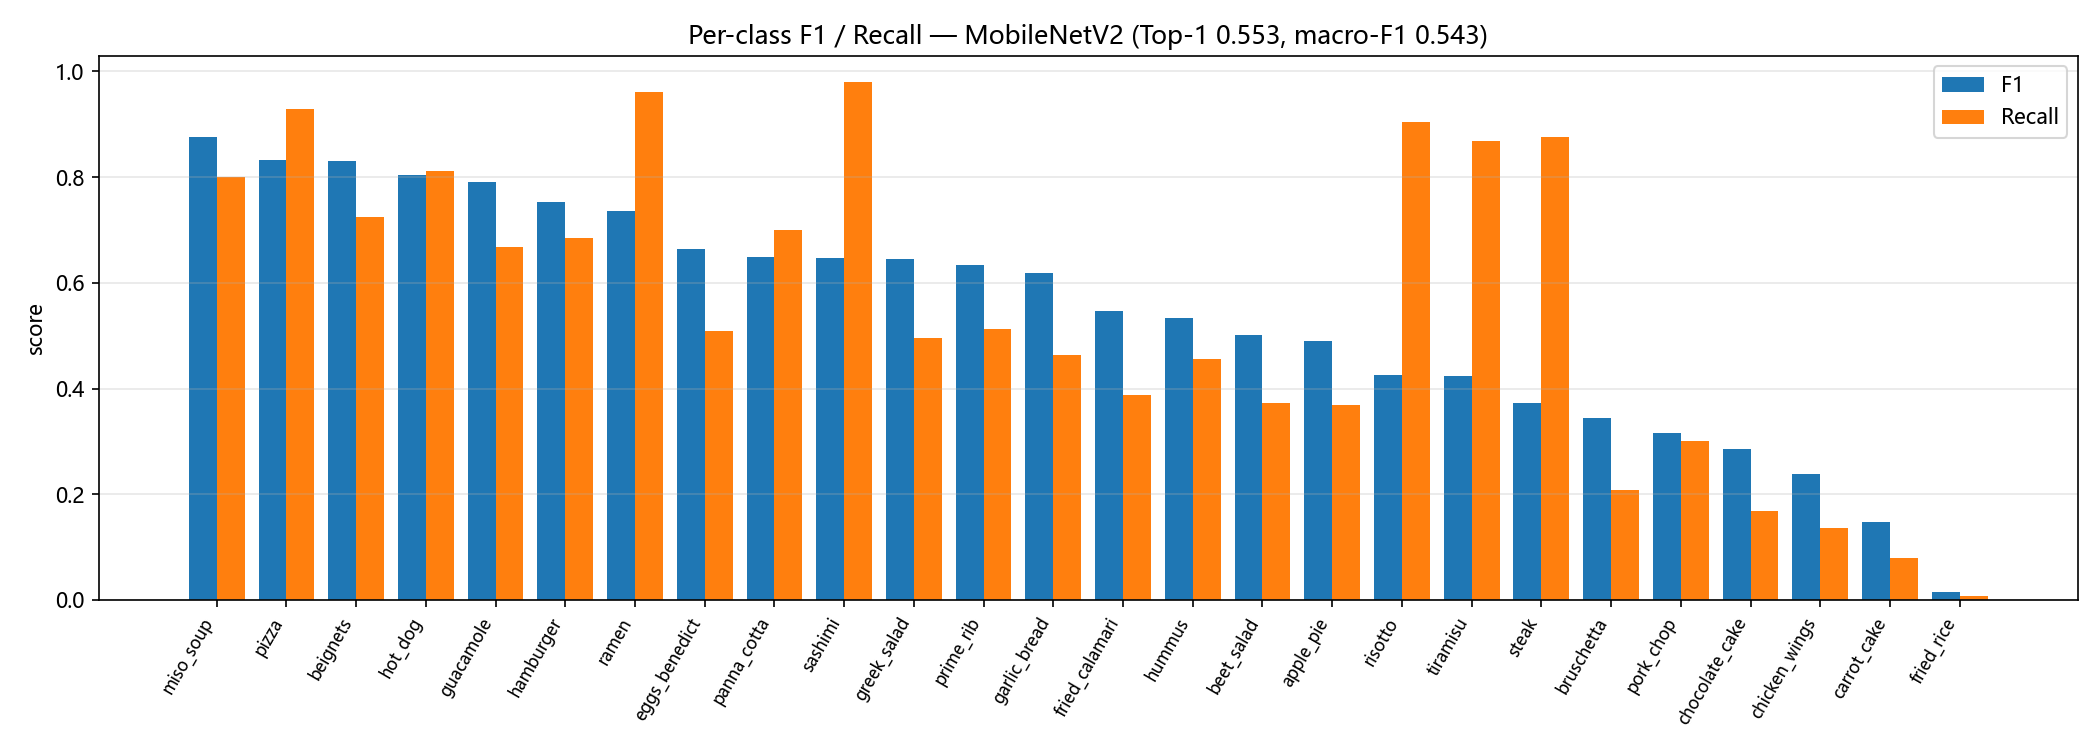 Per-class F1 / Recall — MobileNetV2 (Top-1 0.553, macro-F1 0.543)
F1
Recall
score
1.0
0.8
0.6
0.4
0.2
0.0
miso_soup
pizza
beignets
hot_dog
guacamole
hamburger
ramen
eggs_benedict
panna_cotta
sashimi
greek_salad
prime_rib
garlic_bread
fried_calamari
hummus
beet_salad
apple_pie
risotto
tiramisu
steak
bruschetta
pork_chop
chocolate_cake
chicken_wings
carrot_cake
fried_rice